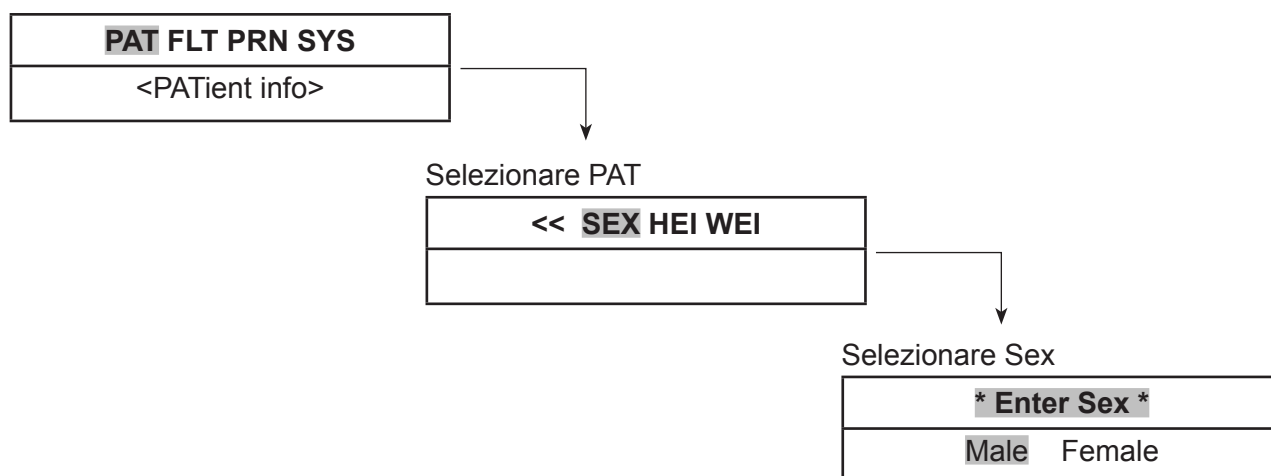 PAT FLT PRN SYS
<PATient info>
Selezionare PAT
<< SEX HEI WEI
Selezionare Sex
* Enter Sex *
Male Female